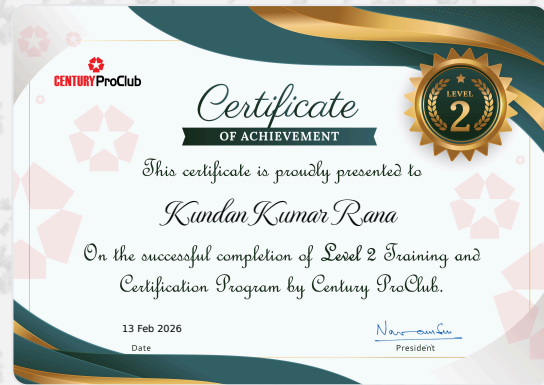 CENTURY ProClub
LEVEL
2
Certificate
OF ACHIEVEMENT
This certificate is proudly presented to
Kundan Kumar Rana
On the successful completion of Level 2 Training and
Certification Program by Century ProClub.
13 Feb 2026
Date
President